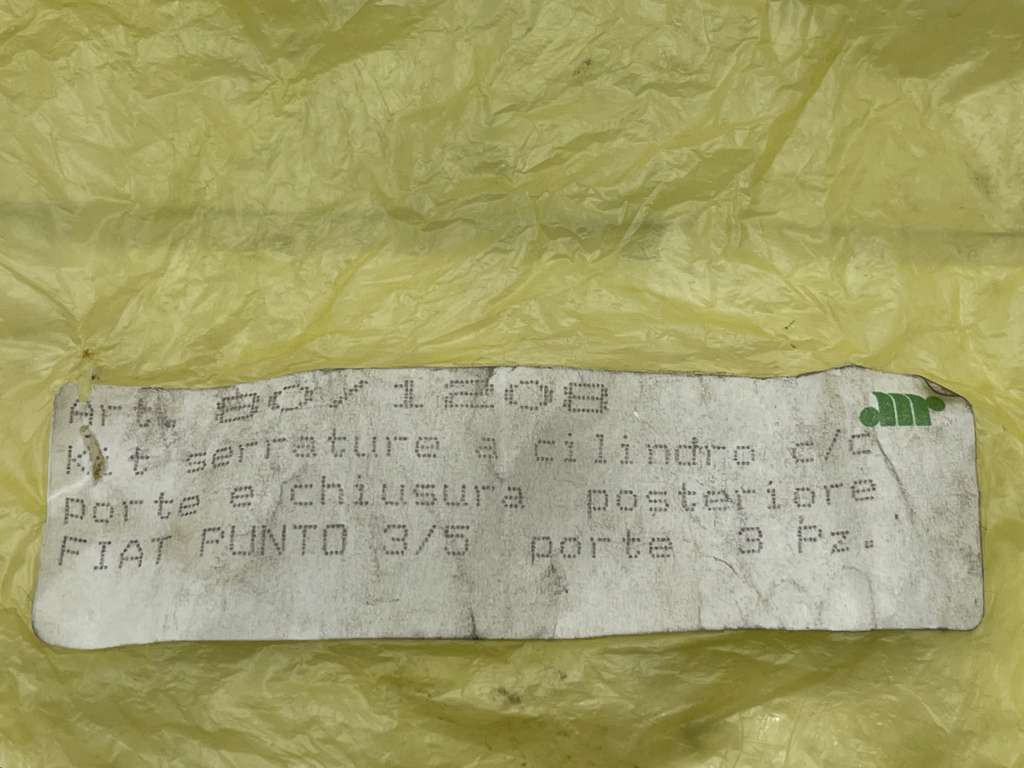 Art. 80/1208
Kit serrature a cilindro c/C
porte e chiusura posteriore
FIAT PUNTO 3/5 porte 3 Pz.